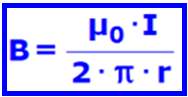 B = μ₀ · I / 2 · π · r